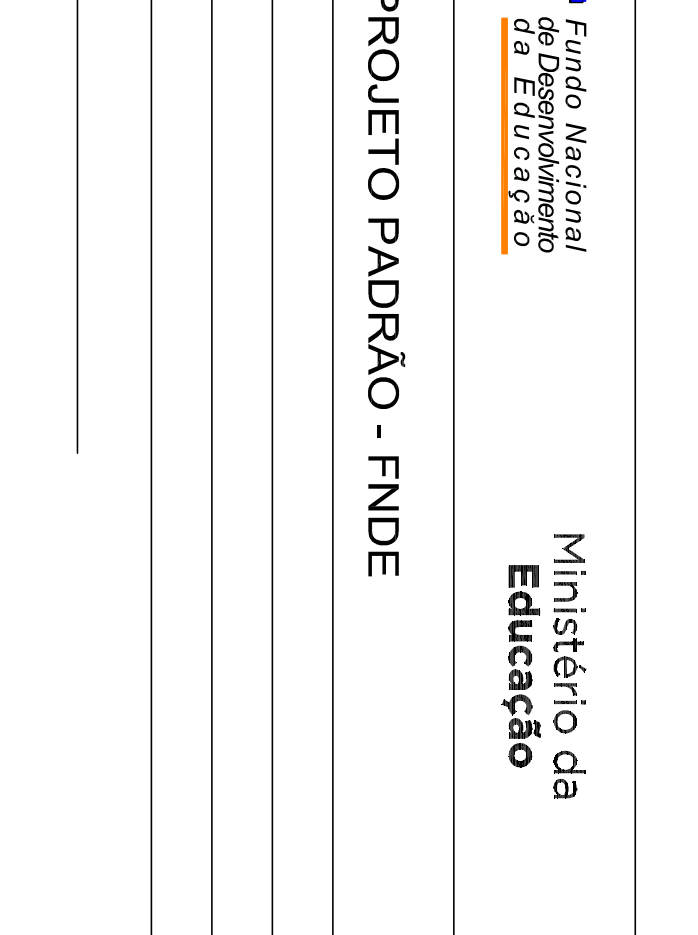 Fundo Nacional
de Desenvolvimento
da Educação
Ministério da
Educação
PROJETO PADRÃO - FNDE